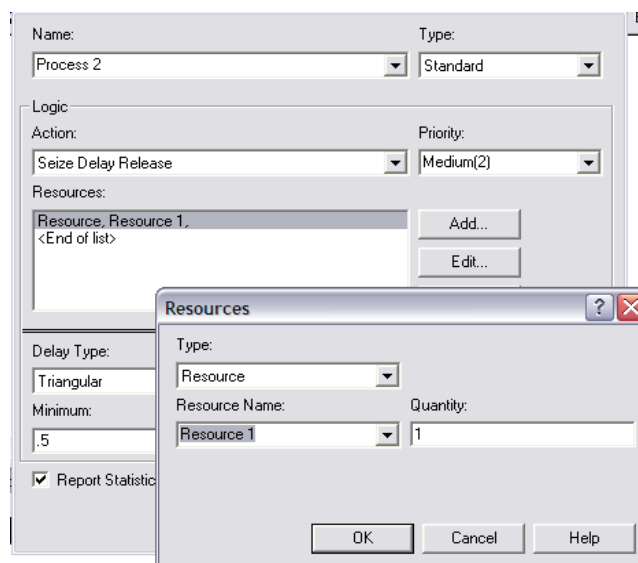 Name: Type:
Process 2 Standard
Logic
Action: Priority:
Seize Delay Release Medium(2)
Resources:
Resource, Resource 1,
<End of list>
Add...
Edit...
Delay Type:
Triangular
Minimum:
.5
Report Statistic
Resources
?
Type:
Resource
Resource Name: Quantity:
Resource 1 1
OK Cancel Help